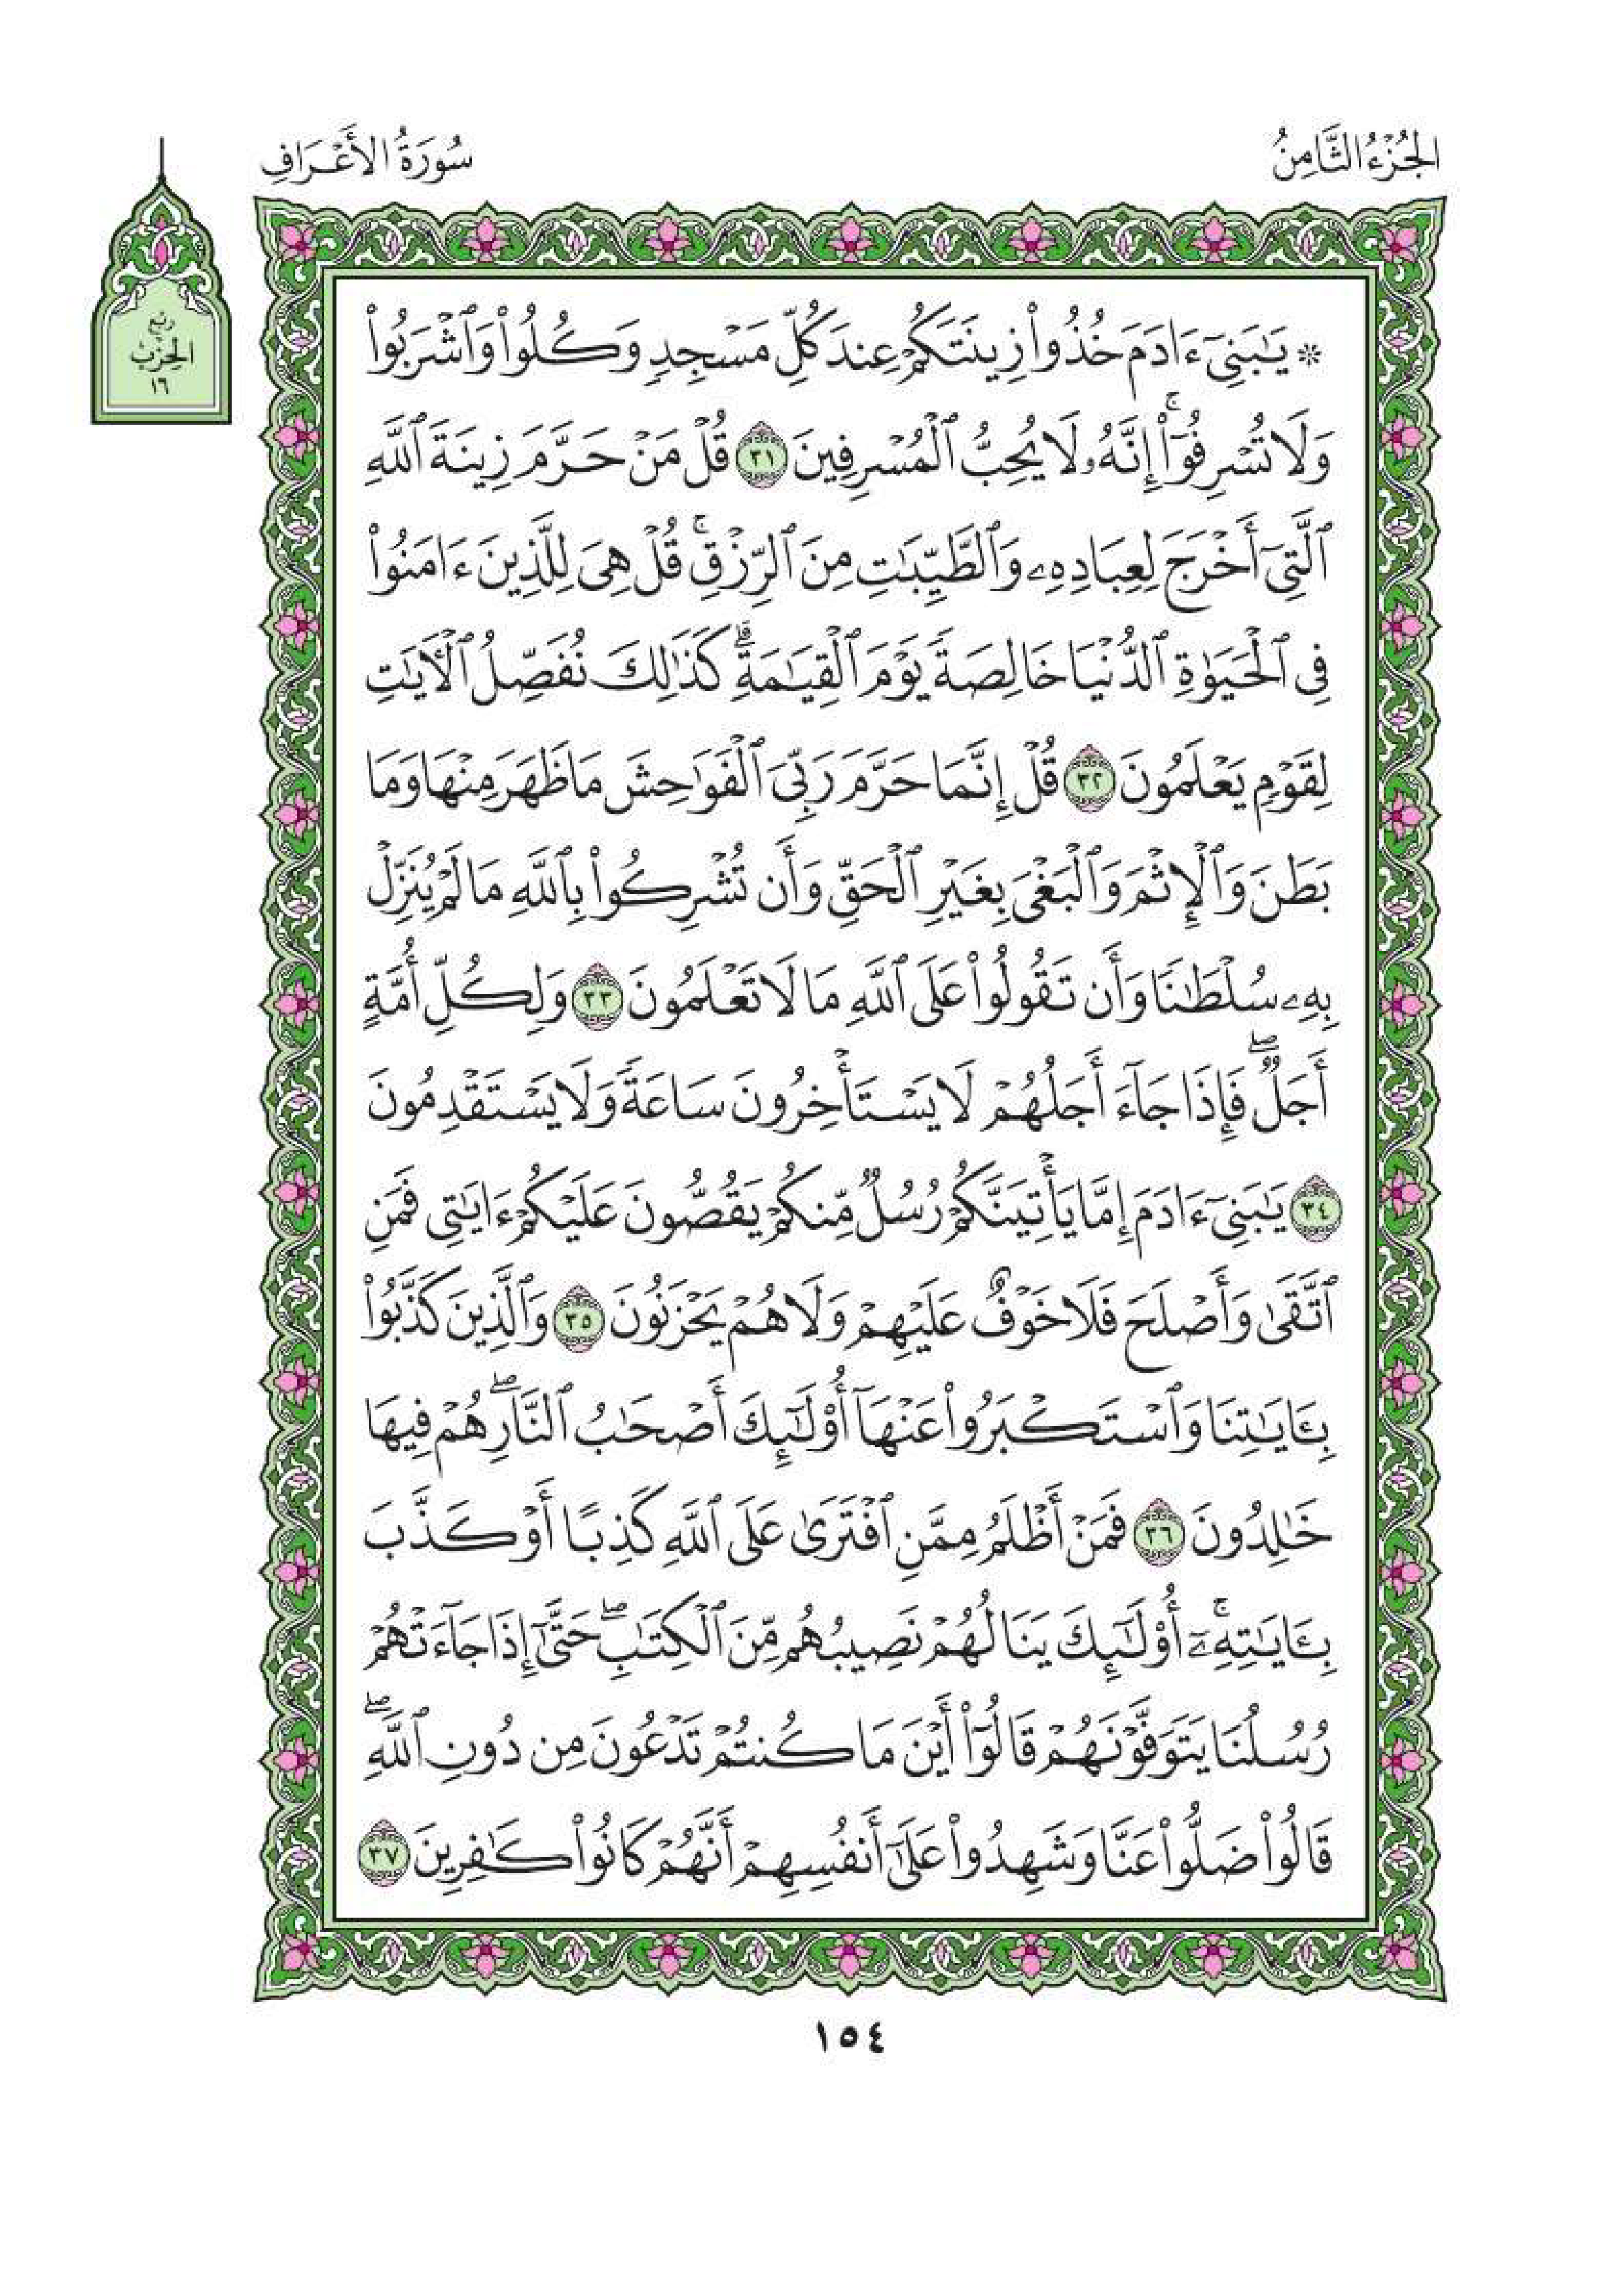 الجُزْءُ الثَّامِنُ
سُورَةُ الأَعْرَافِ
رُبْع
الحِزْب
١٦
۞ يَٰبَنِيٓ ءَادَمَ خُذُوا۟ زِينَتَكُمْ عِندَ كُلِّ مَسْجِدٍ وَكُلُوا۟ وَٱشْرَبُوا۟
وَلَا تُسْرِفُوٓا۟ۚ إِنَّهُۥ لَا يُحِبُّ ٱلْمُسْرِفِينَ ٣١ قُلْ مَنْ حَرَّمَ زِينَةَ ٱللَّهِ
ٱلَّتِيٓ أَخْرَجَ لِعِبَادِهِۦ وَٱلطَّيِّبَٰتِ مِنَ ٱلرِّزْقِۚ قُلْ هِىَ لِلَّذِينَ ءَامَنُوا۟
فِى ٱلْحَيَوٰةِ ٱلدُّنْيَا خَالِصَةً يَوْمَ ٱلْقِيَٰمَةِۗ كَذَٰلِكَ نُفَصِّلُ ٱلْءَايَٰتِ
لِقَوْمٍ يَعْلَمُونَ ٣٢ قُلْ إِنَّمَا حَرَّمَ رَبِّىَ ٱلْفَوَٰحِشَ مَا ظَهَرَ مِنْهَا وَمَا
بَطَنَ وَٱلْإِثْمَ وَٱلْبَغْىَ بِغَيْرِ ٱلْحَقِّ وَأَن تُشْرِكُوا۟ بِٱللَّهِ مَا لَمْ يُنَزِّلْ
بِهِۦ سُلْطَٰنًا وَأَن تَقُولُوا۟ عَلَى ٱللَّهِ مَا لَا تَعْلَمُونَ ٣٣ وَلِكُلِّ أُمَّةٍ
أَجَلٌۖ فَإِذَا جَآءَ أَجَلُهُمْ لَا يَسْتَأْخِرُونَ سَاعَةً وَلَا يَسْتَقْدِمُونَ
٣٤ يَٰبَنِيٓ ءَادَمَ إِمَّا يَأْتِيَنَّكُمْ رُسُلٌ مِّنكُمْ يَقُصُّونَ عَلَيْكُمْ ءَايَٰتِى فَمَنِ
ٱتَّقَىٰ وَأَصْلَحَ فَلَا خَوْفٌ عَلَيْهِمْ وَلَا هُمْ يَحْزَنُونَ ٣٥ وَٱلَّذِينَ كَذَّبُوا۟
بِـَٔايَٰتِنَا وَٱسْتَكْبَرُوا۟ عَنْهَآ أُو۟لَٰٓئِكَ أَصْحَٰبُ ٱلنَّارِۖ هُمْ فِيهَا
خَٰلِدُونَ ٣٦ فَمَنْ أَظْلَمُ مِمَّنِ ٱفْتَرَىٰ عَلَى ٱللَّهِ كَذِبًا أَوْ كَذَّبَ
بِـَٔايَٰتِهِۦٓۚ أُو۟لَٰٓئِكَ يَنَالُهُمْ نَصِيبُهُم مِّنَ ٱلْكِتَٰبِۖ حَتَّىٰٓ إِذَا جَآءَتْهُمْ
رُسُلُنَا يَتَوَفَّوْنَهُمْ قَالُوٓا۟ أَيْنَ مَا كُنتُمْ تَدْعُونَ مِن دُونِ ٱللَّهِۖ
قَالُوا۟ ضَلُّوا۟ عَنَّا وَشَهِدُوا۟ عَلَىٰٓ أَنفُسِهِمْ أَنَّهُمْ كَانُوا۟ كَٰفِرِينَ ٣٧
١٥٤